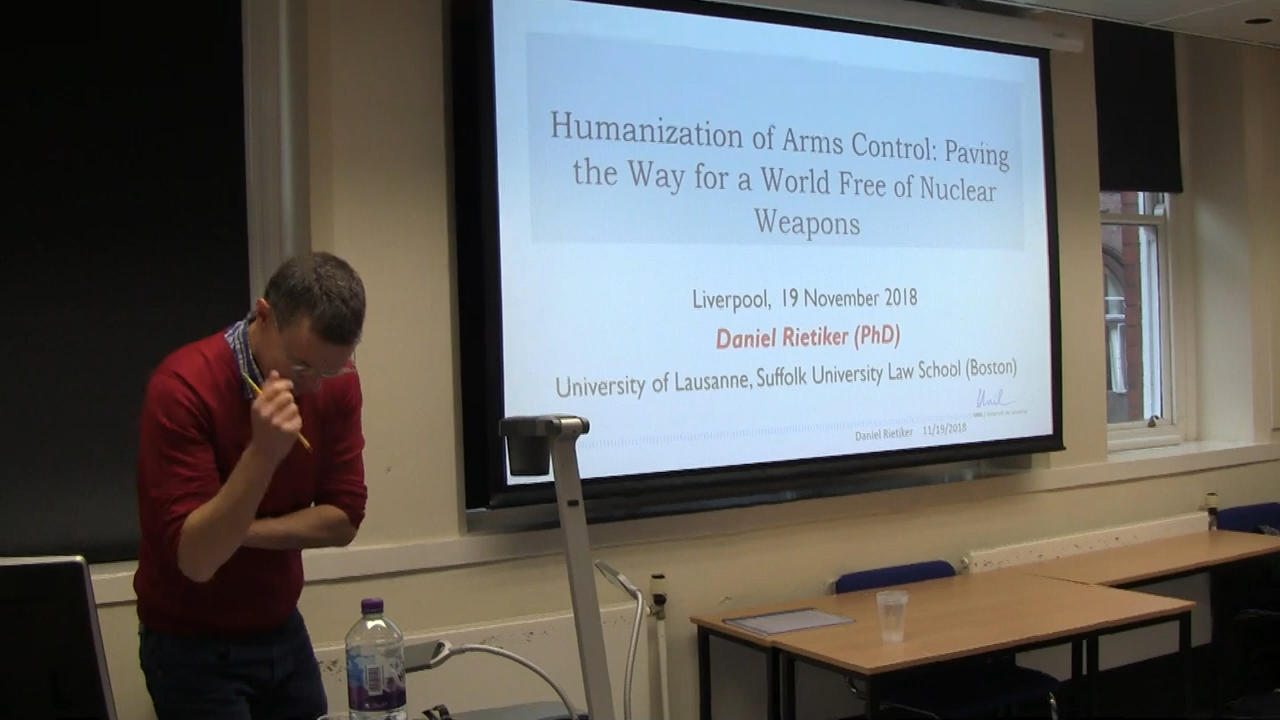 Humanization of Arms Control: Paving
the Way for a World Free of Nuclear
Weapons
Liverpool, 19 November 2018
Daniel Rietiker (PhD)
University of Lausanne, Suffolk University Law School (Boston)
Unil
Daniel Rietiker 11/19/2018